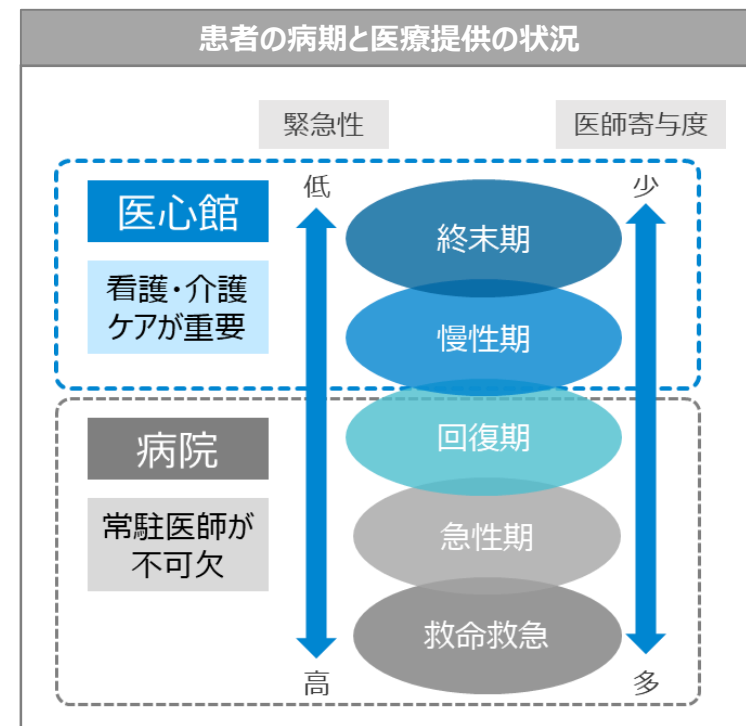 患者の病期と医療提供の状況
緊急性
医師寄与度
低
少
医心館
看護・介護
ケアが重要
終末期
慢性期
回復期
病院
常駐医師が
不可欠
急性期
救命救急
高
多